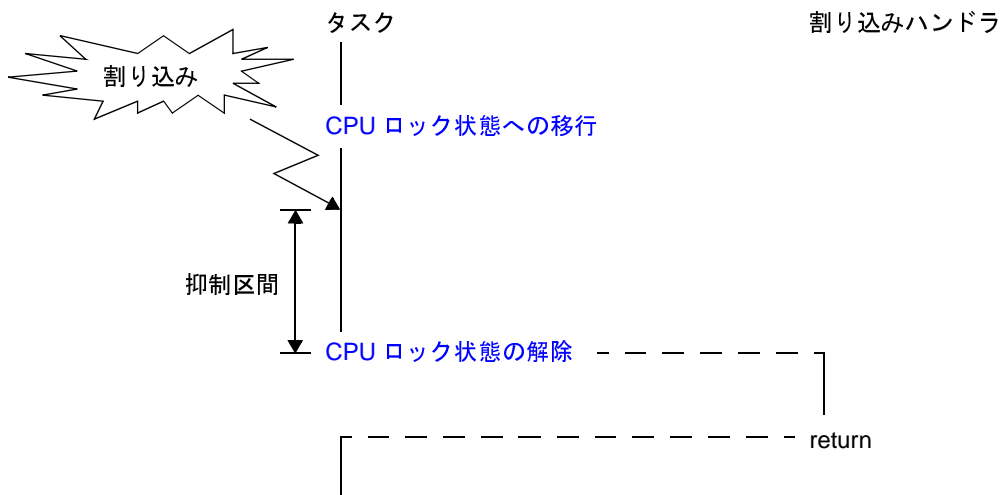 タスク
割り込みハンドラ
割り込み
CPU ロック状態への移行
抑制区間
CPU ロック状態の解除
return